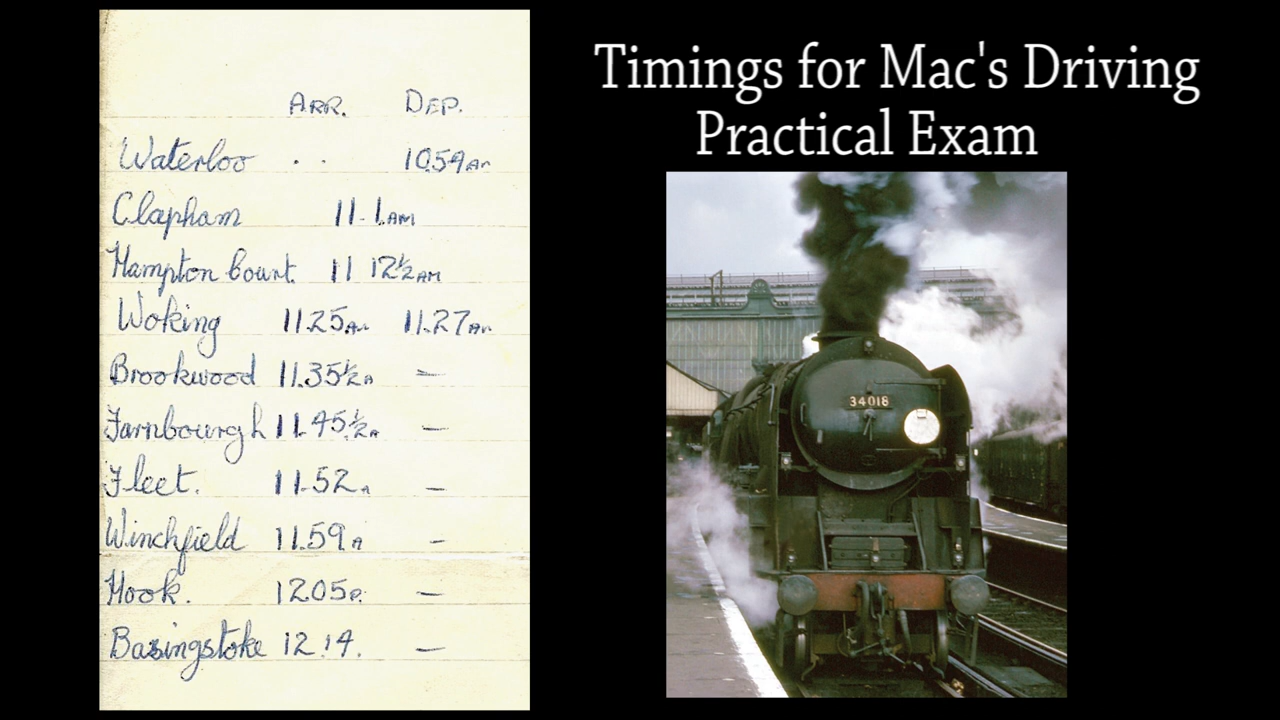 Timings for Mac's Driving
Practical Exam
ARR. DEP.
Waterloo . . 10.54AM
Clapham 11.1AM
Hampton Court. 11 12½AM
Woking 11.25AM 11.27AM
Brookwood 11.35½A —
Farnbourgh 11.45½A —
Fleet. 11.52A —
Winchfield 11.59A -
Hook. 12.05P. —
Basingstoke 12.14. —
34018